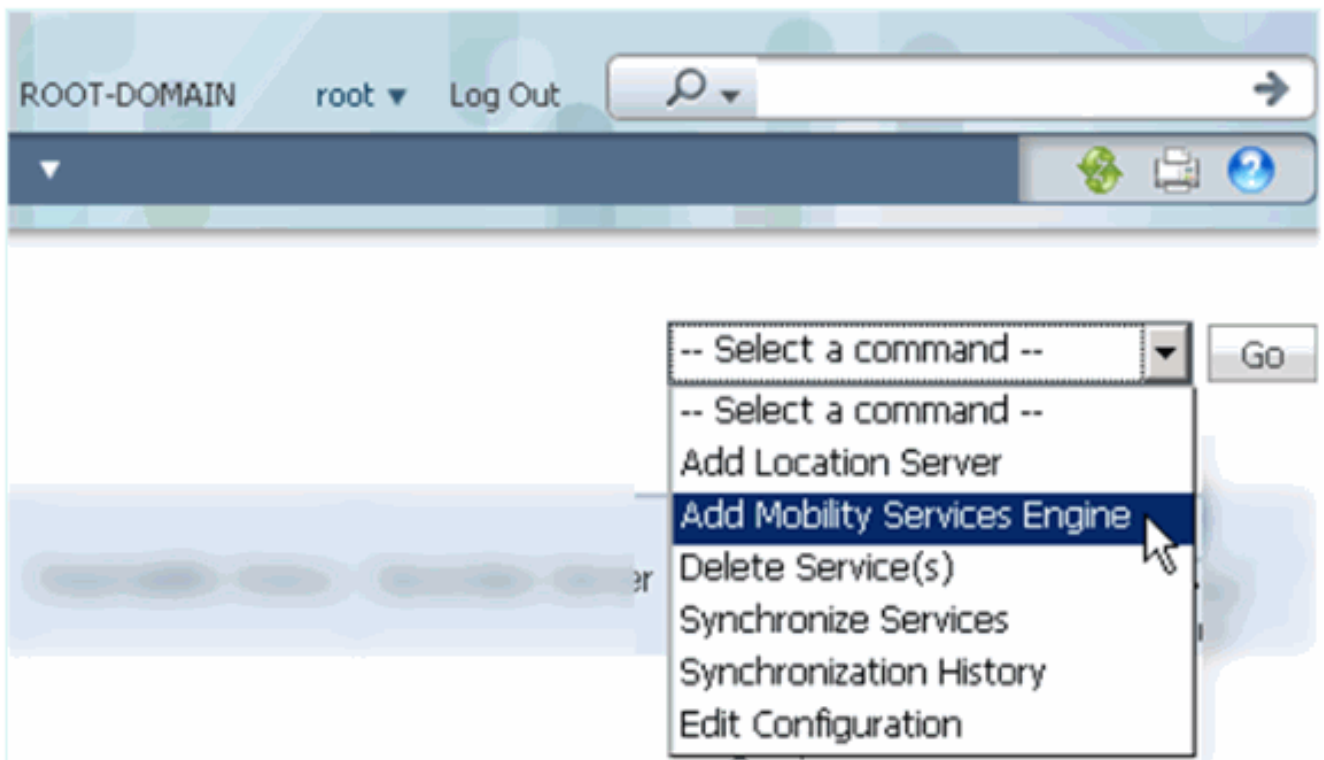 ROOT-DOMAIN root Log Out
-- Select a command -- Go
-- Select a command --
Add Location Server
Add Mobility Services Engine
Delete Service(s)
Synchronize Services
Synchronization History
Edit Configuration